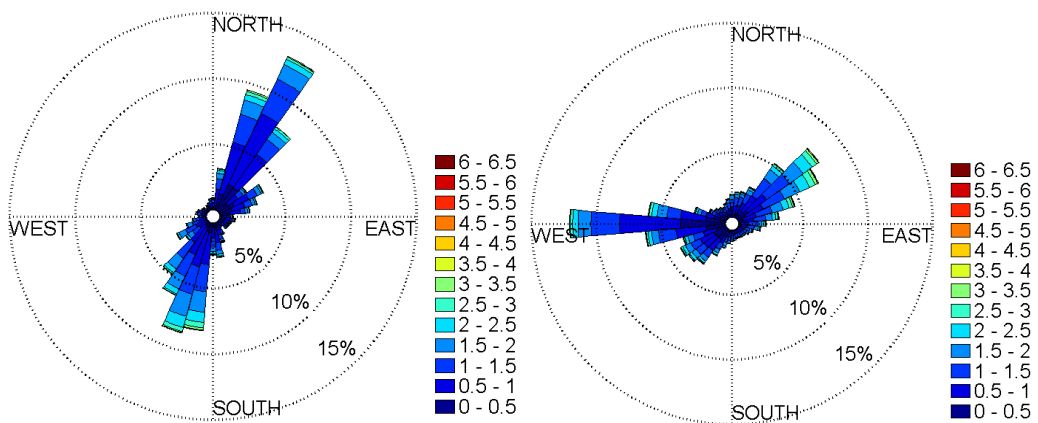 NORTH
WEST
EAST
SOUTH
5%
10%
15%
6 - 6.5
5.5 - 6
5 - 5.5
4.5 - 5
4 - 4.5
3.5 - 4
3 - 3.5
2.5 - 3
2 - 2.5
1.5 - 2
1 - 1.5
0.5 - 1
0 - 0.5
NORTH
WEST
EAST
SOUTH
5%
10%
15%
6 - 6.5
5.5 - 6
5 - 5.5
4.5 - 5
4 - 4.5
3.5 - 4
3 - 3.5
2.5 - 3
2 - 2.5
1.5 - 2
1 - 1.5
0.5 - 1
0 - 0.5